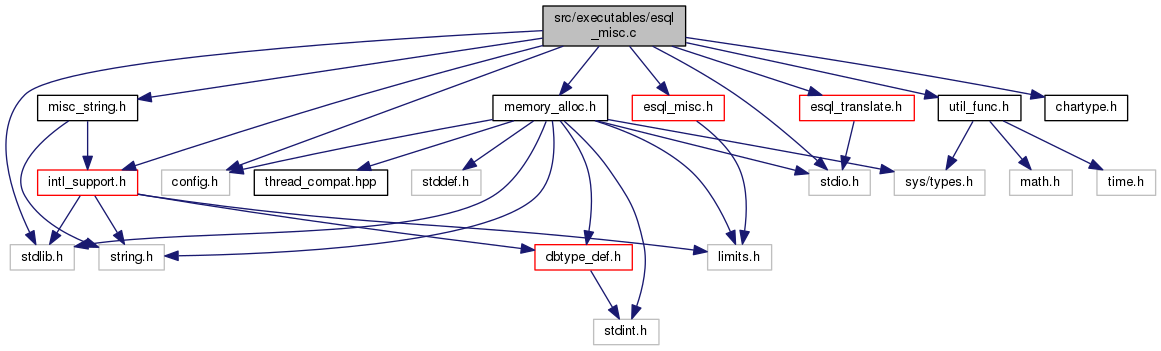 src/executables/esql
_misc.c
misc_string.h
memory_alloc.h
esql_misc.h
esql_translate.h
util_func.h
chartype.h
intl_support.h
config.h
thread_compat.hpp
stddef.h
stdio.h
sys/types.h
math.h
time.h
stdlib.h
string.h
dbtype_def.h
limits.h
stdint.h